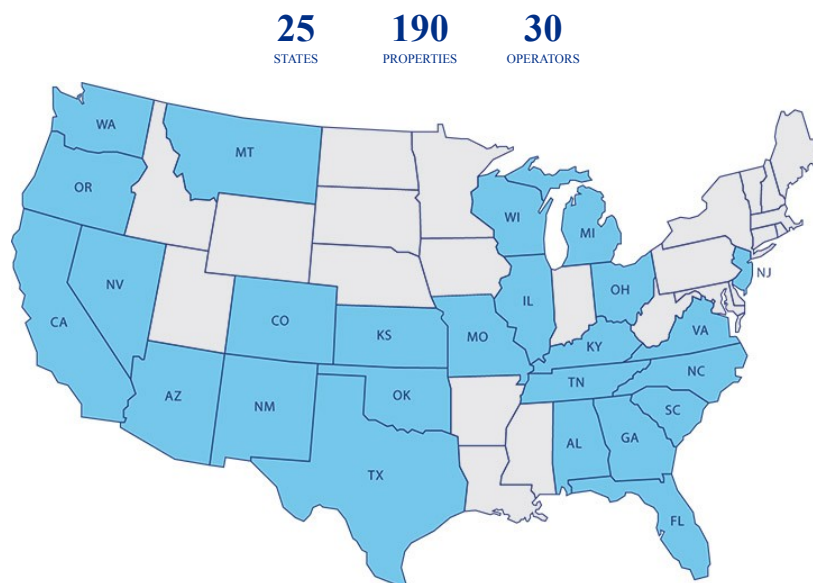 25 190 30
STATES PROPERTIES OPERATORS
WA
MT
OR
WI
MI
NJ
NV
IL
OH
CO
CA
KS
MO
VA
KY
NC
TN
AZ
OK
NM
SC
AL
GA
TX
FL